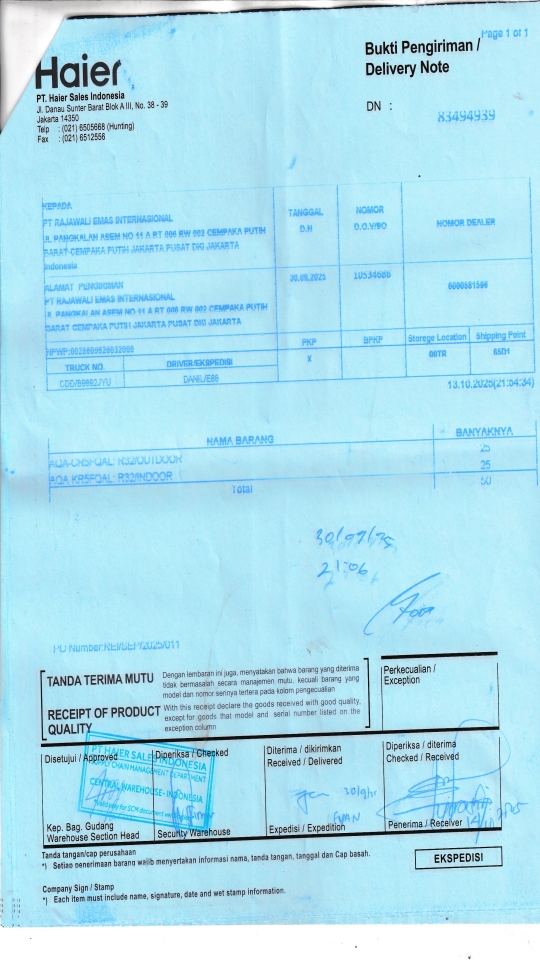 Page 1 of 1
Haier
Bukti Pengiriman /
Delivery Note
PT. Haier Sales Indonesia
Jl. Danau Sunter Barat Blok A III, No. 38 - 39
Jakarta 14350
Telp : (021) 6505668 (Hunting)
Fax : (021) 6512556
DN : 83494939
KEPADA
PT RAJAWALI EMAS INTERNASIONAL
JL. PANGKALAN ASEM NO 11 A RT 006 RW 002 CEMPAKA PUTIH
BARAT CEMPAKA PUTIH JAKARTA PUSAT DKI JAKARTA
Indonesia
TANGGAL
D.N
NOMOR
D.O.Y/SO
NOMOR DEALER
ALAMAT PENGIRIMAN
PT RAJAWALI EMAS INTERNASIONAL
JL. PANGKALAN ASEM NO 11 A RT 006 RW 002 CEMPAKA PUTIH
BARAT CEMPAKA PUTIH JAKARTA PUSAT DKI JAKARTA
30.09.2025
10534686
PKP
BPKP
Storege Location
Shipping Point
X
00TR
65D1
TRUCK NO.
DRIVER/EKSPEDISI
13.10.2025(21:54:34)
NAMA BARANG
BANYAKNYA
R32/OUTDOOR
25
R32/INDOOR
25
Total
50
21:06
PO Number:REI/SEP/2025/011
TANDA TERIMA MUTU
Dengan lembaran ini juga, menyatakan bahwa barang yang diterima
tidak bermasalah secara manajemen mutu, kecuali barang yang
model dan nomor serinya tertera pada kolom pengecualian
RECEIPT OF PRODUCT
QUALITY
With this receipt declare the goods received with good quality,
except for goods that model and serial number listed on the
exception column
Perkecualian /
Exception
Disetujui / Approved
Diperiksa / Checked
Diterima / dikirimkan
Received / Delivered
Diperiksa / diterima
Checked / Received
PT HAIER SALES INDONESIA
SUPPLY CHAIN MANAGEMENT DEPARTMENT
CENTRAL WAREHOUSE- INDONESIA
Kep. Bag. Gudang
Warehouse Section Head
Security Warehouse
Expedisi / Expedition
Penerima / Receiver
Tanda tangan/cap perusahaan
*) Setiao nenerimaan barang wajib menyertakan informasi nama, tanda tangan, tanggal dan Cap basah.
EKSPEDISI
Company Sign / Stamp
*) Each item must include name, signature, date and wet stamp information.